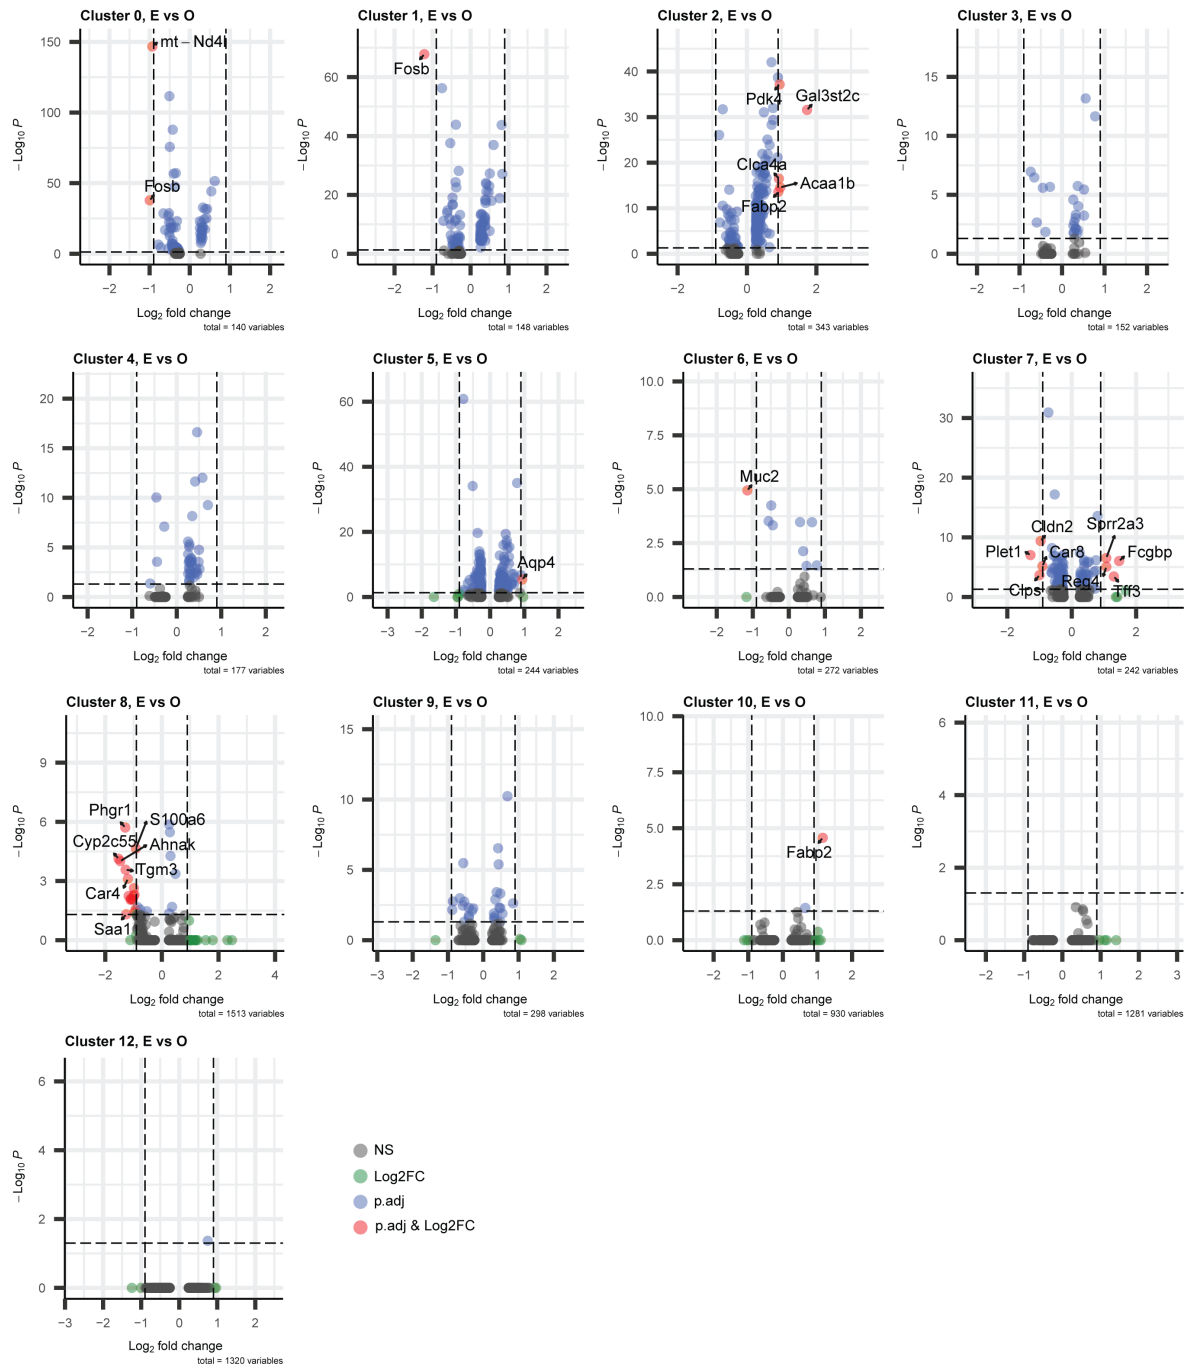 Cluster 0, E vs O
150
100
50
0
− Log10 P
mt − Nd4l
Fosb
−2 −1 0 1 2
Log2 fold change
total = 140 variables
Cluster 1, E vs O
60
40
20
0
− Log10 P
Fosb
−2 −1 0 1 2
Log2 fold change
total = 148 variables
Cluster 2, E vs O
40
30
20
10
0
− Log10 P
Pdk4
Gal3st2c
Clca4a
Acaa1b
Fabp2
−2 0 2
Log2 fold change
total = 343 variables
Cluster 3, E vs O
15
10
5
0
− Log10 P
−2 −1 0 1 2
Log2 fold change
total = 152 variables
Cluster 4, E vs O
20
15
10
5
0
− Log10 P
−2 −1 0 1 2
Log2 fold change
total = 177 variables
Cluster 5, E vs O
60
40
20
0
− Log10 P
Aqp4
−2 −1 0 1 2
Log2 fold change
total = 244 variables
Cluster 6, E vs O
10.0
7.5
5.0
2.5
0.0
− Log10 P
Muc2
−2 −1 0 1 2
Log2 fold change
total = 272 variables
Cluster 7, E vs O
30
20
10
0
− Log10 P
Cldn2
Sprr2a3
Plet1
Car8
Fcgbp
Clps
Reg4
Tff3
−2 0 2
Log2 fold change
total = 242 variables
Cluster 8, E vs O
9
6
3
0
− Log10 P
Phgr1
S100a6
Cyp2c55
Ahnak
Tgm3
Car4
Saa1
−2 0 2 4
Log2 fold change
total = 1513 variables
Cluster 9, E vs O
15
10
5
0
− Log10 P
−3 −2 −1 0 1 2
Log2 fold change
total = 298 variables
Cluster 10, E vs O
10.0
7.5
5.0
2.5
0.0
− Log10 P
Fabp2
−2 −1 0 1 2
Log2 fold change
total = 930 variables
Cluster 11, E vs O
6
4
2
0
Log10 P
−2 −1 0 1 2 3
Log2 fold change
total = 1281 variables
Cluster 12, E vs O
6
4
2
0
− Log10 P
−3 −2 −1 0 1 2
Log2 fold change
total = 1320 variables
NS
Log2FC
p.adj
p.adj & Log2FC